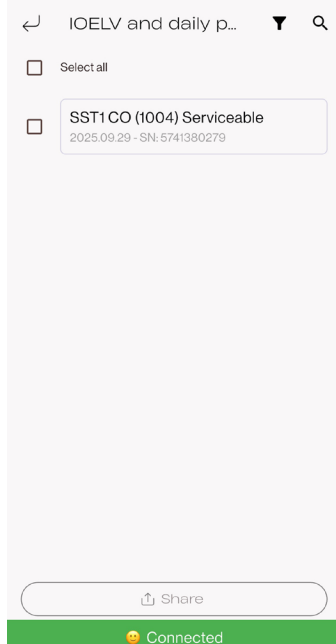 IOELV and daily p...
Select all
SST1 CO (1004) Serviceable
2025.09.29 - SN: 5741380279
Share
Connected